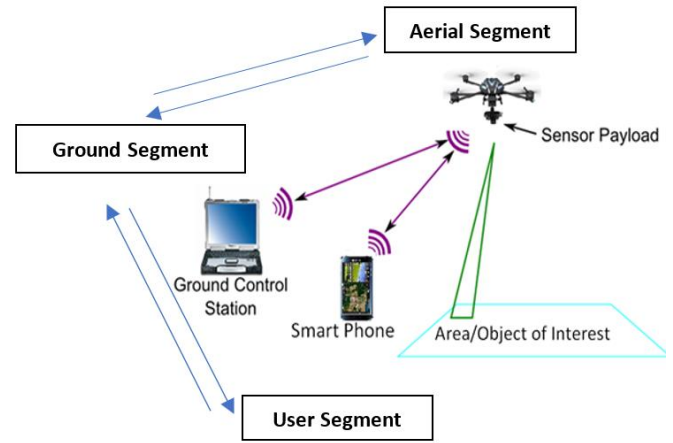 Aerial Segment
Sensor Payload
Ground Segment
Ground Control
Station
Smart Phone
Area/Object of Interest
User Segment